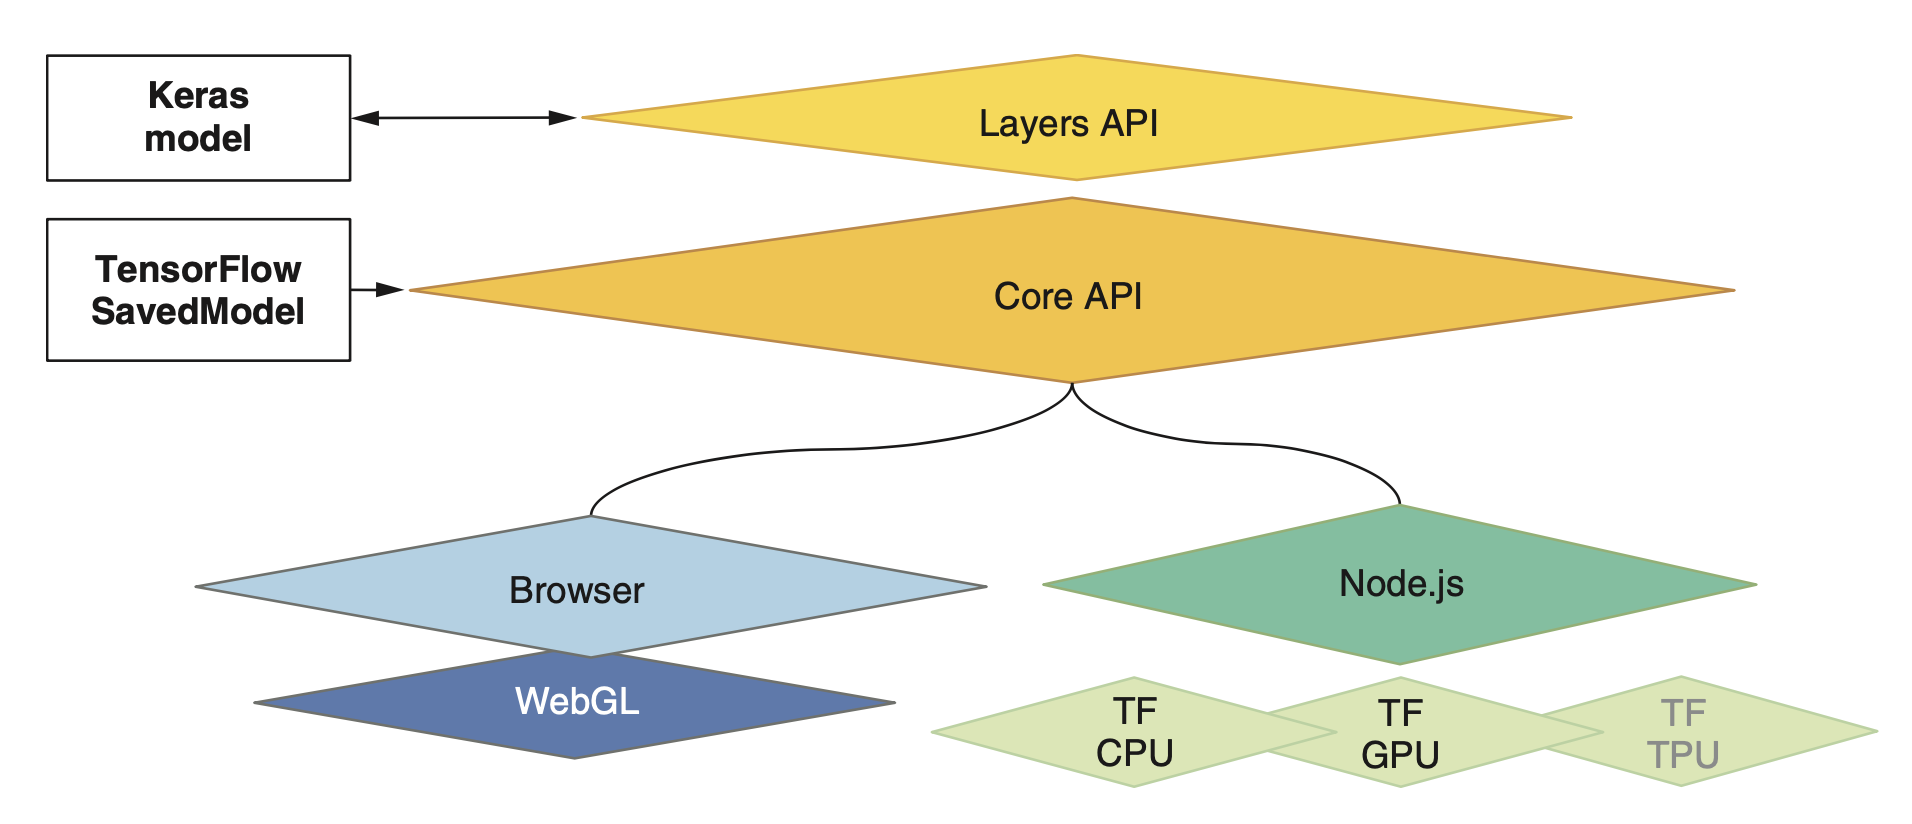 Keras
model
Layers API
TensorFlow
SavedModel
Core API
Browser
Node.js
WebGL
TF
CPU
TF
GPU
TF
TPU